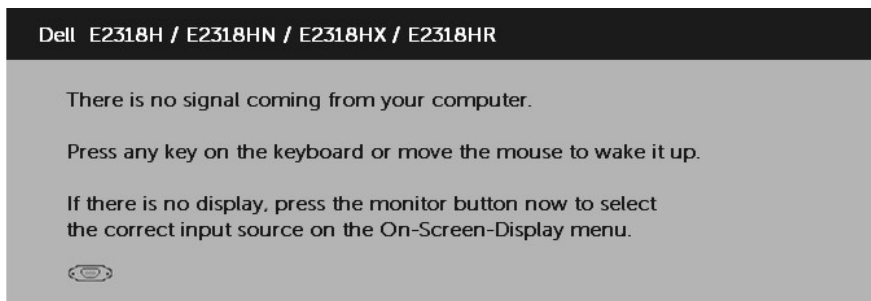 Dell E2318H / E2318HN / E2318HX / E2318HR
There is no signal coming from your computer.
Press any key on the keyboard or move the mouse to wake it up.
If there is no display, press the monitor button now to select
the correct input source on the On-Screen-Display menu.